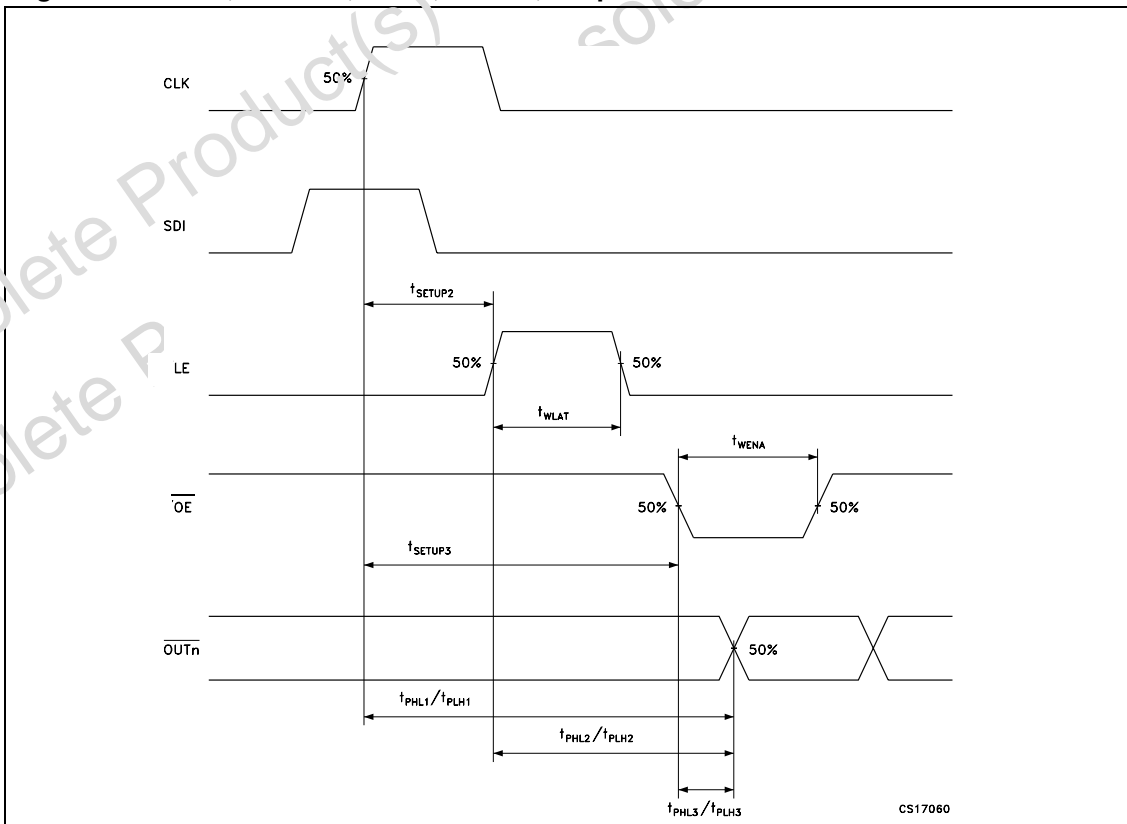 Product(s)
CLK
50%
SDI
tSETUP2
LE
50%
50%
tWLAT
tWENA
OE
50%
50%
tSETUP3
OUTn
50%
tPHL1/tPLH1
tPHL2/tPLH2
tPHL3/tPLH3
CS17060